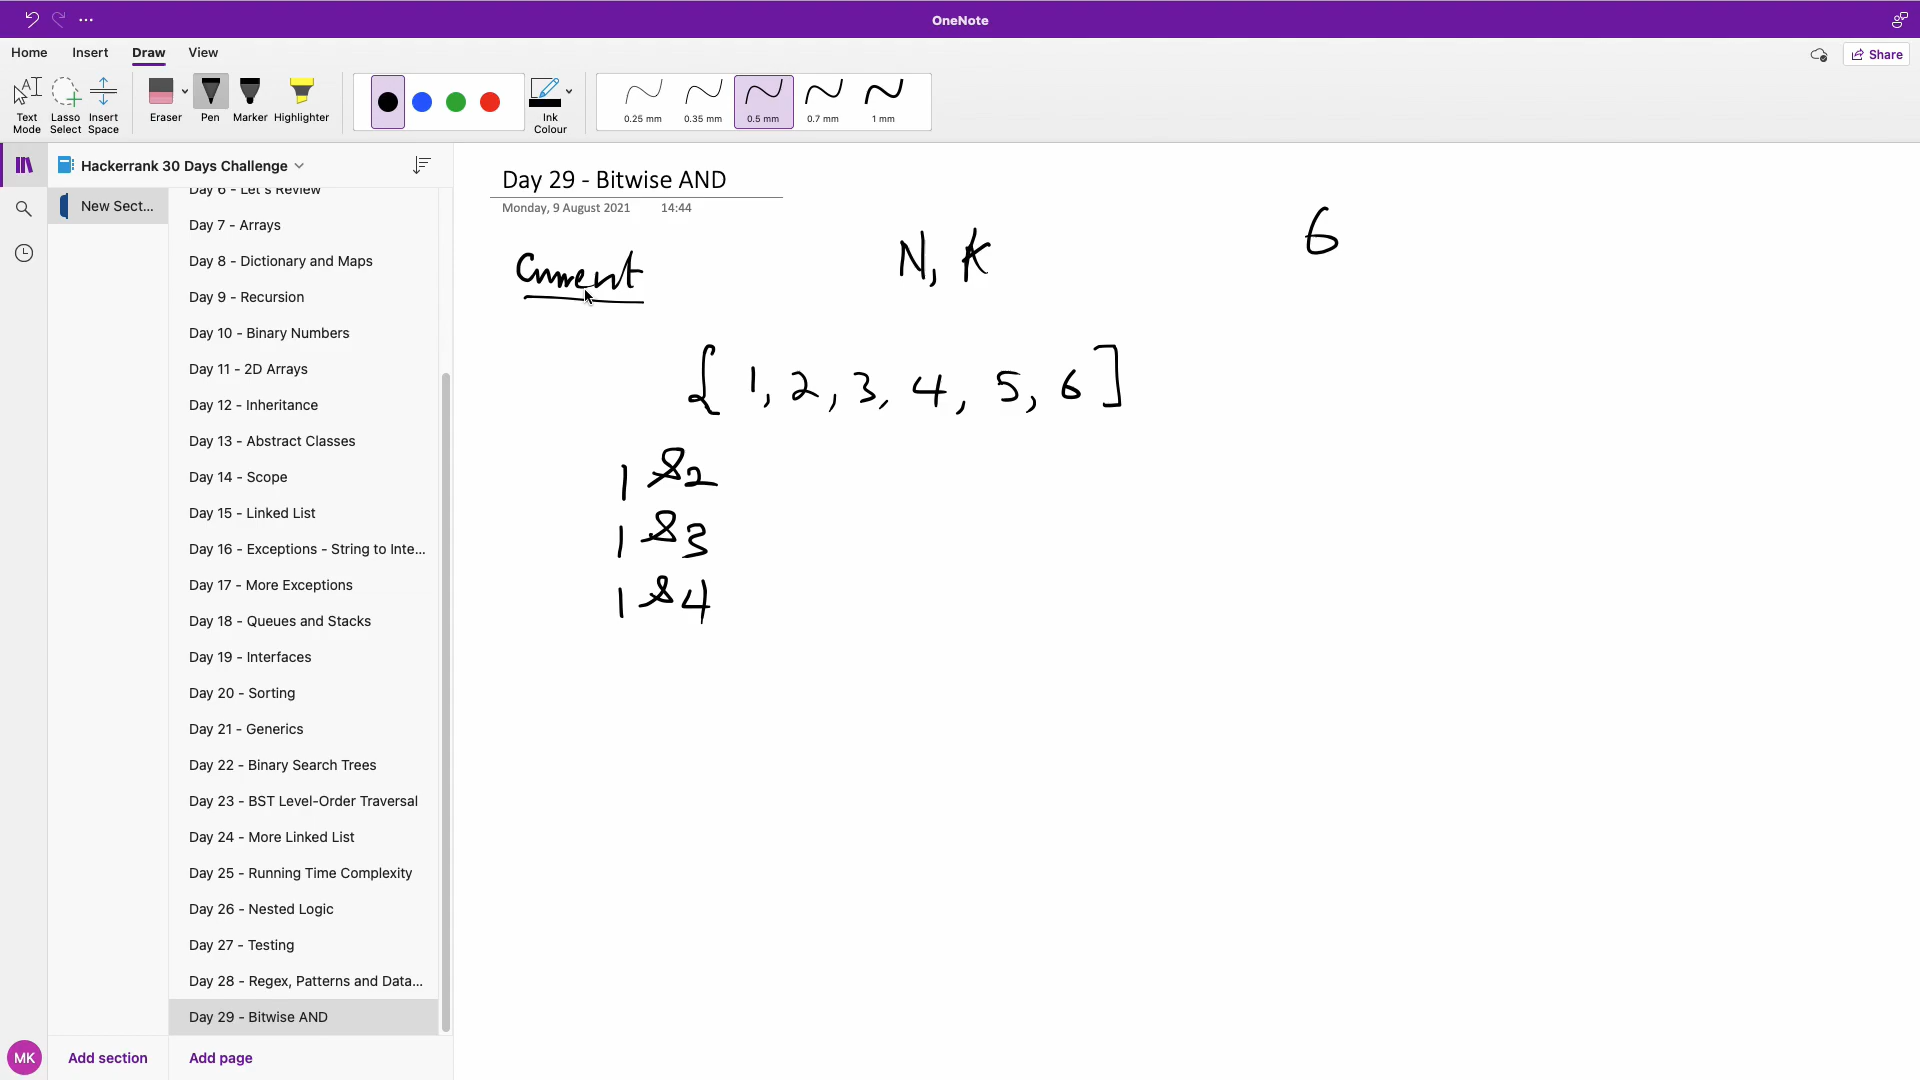 OneNote
Home Insert Draw View
Share
Text Mode
Lasso Select
Insert Space
Eraser
Pen
Marker
Highlighter
Ink Colour
0.25 mm
0.35 mm
0.5 mm
0.7 mm
1 mm
Hackerrank 30 Days Challenge
New Sect...
Day 6 - Let's Review
Day 7 - Arrays
Day 8 - Dictionary and Maps
Day 9 - Recursion
Day 10 - Binary Numbers
Day 11 - 2D Arrays
Day 12 - Inheritance
Day 13 - Abstract Classes
Day 14 - Scope
Day 15 - Linked List
Day 16 - Exceptions - String to Inte...
Day 17 - More Exceptions
Day 18 - Queues and Stacks
Day 19 - Interfaces
Day 20 - Sorting
Day 21 - Generics
Day 22 - Binary Search Trees
Day 23 - BST Level-Order Traversal
Day 24 - More Linked List
Day 25 - Running Time Complexity
Day 26 - Nested Logic
Day 27 - Testing
Day 28 - Regex, Patterns and Data...
Day 29 - Bitwise AND
MK
Add section
Add page
Day 29 - Bitwise AND
Monday, 9 August 2021 14:44
Current
N, K
6
[ 1, 2, 3, 4, 5, 6 ]
1 & 2
1 & 3
1 & 4